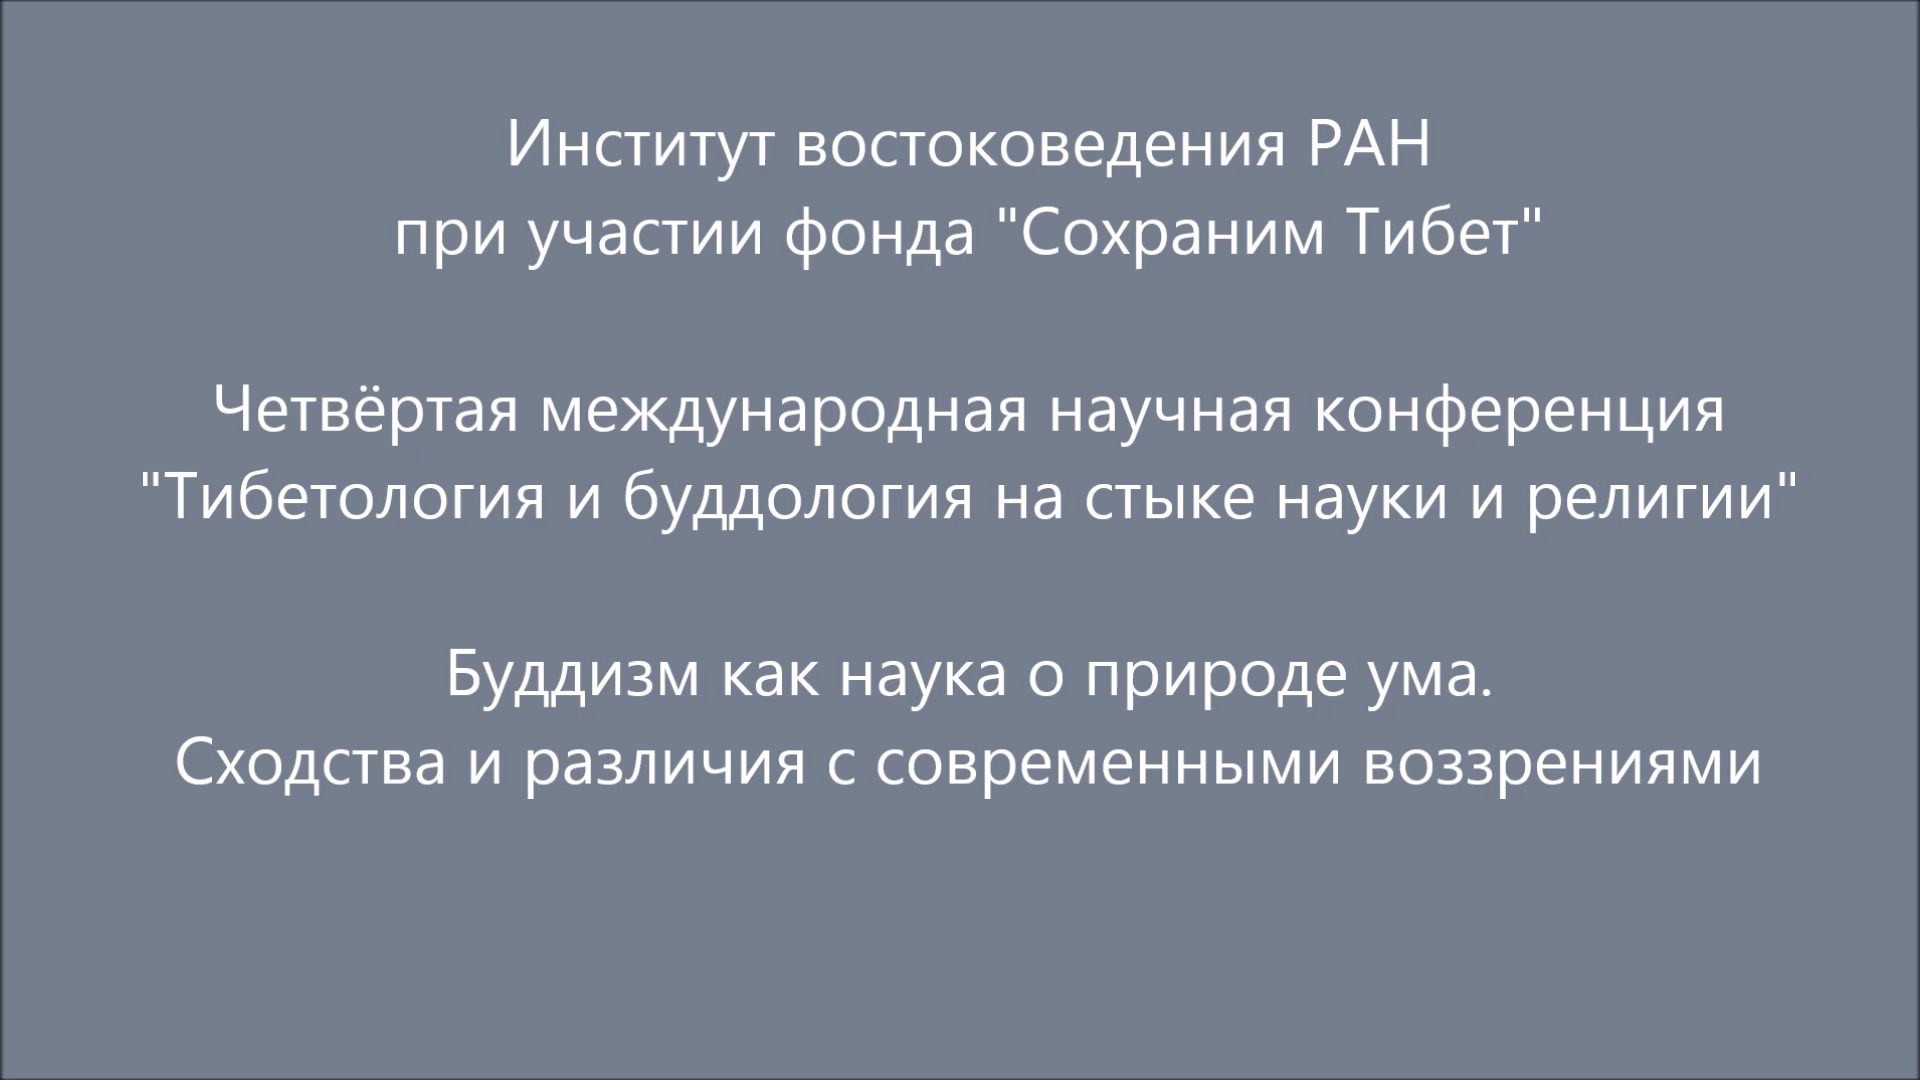 Институт востоковедения РАН
при участии фонда "Сохраним Тибет"
Четвёртая международная научная конференция
"Тибетология и буддология на стыке науки и религии"
Буддизм как наука о природе ума.
Сходства и различия с современными воззрениями